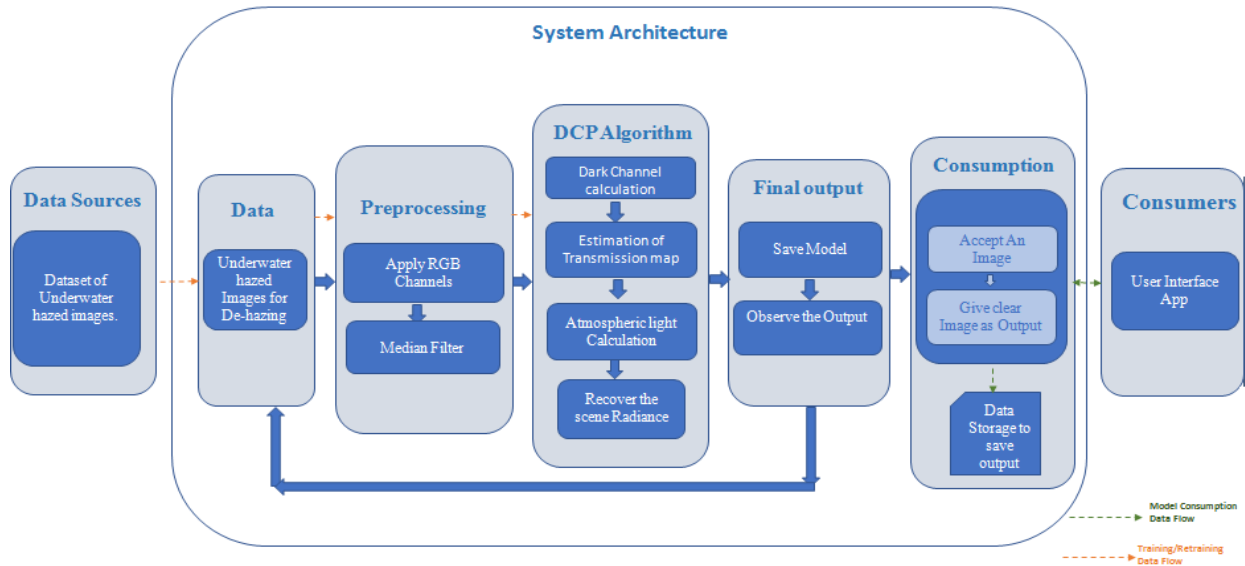 System Architecture
Data Sources
Dataset of
Underwater
hazed images.
Data
Underwater
hazed
Images for
De-hazing
Preprocessing
Apply RGB
Channels
Median Filter
DCP Algorithm
Dark Channel
calculation
Estimation of
Transmission map
Atmospheric light
Calculation
Recover the
scene Radiance
Final output
Save Model
Observe the Output
Consumption
Accept An
Image
Give clear
Image as Output
Data
Storage to
save
output
Consumers
User Interface
App
Model Consumption
Data Flow
Training/Retraining
Data Flow